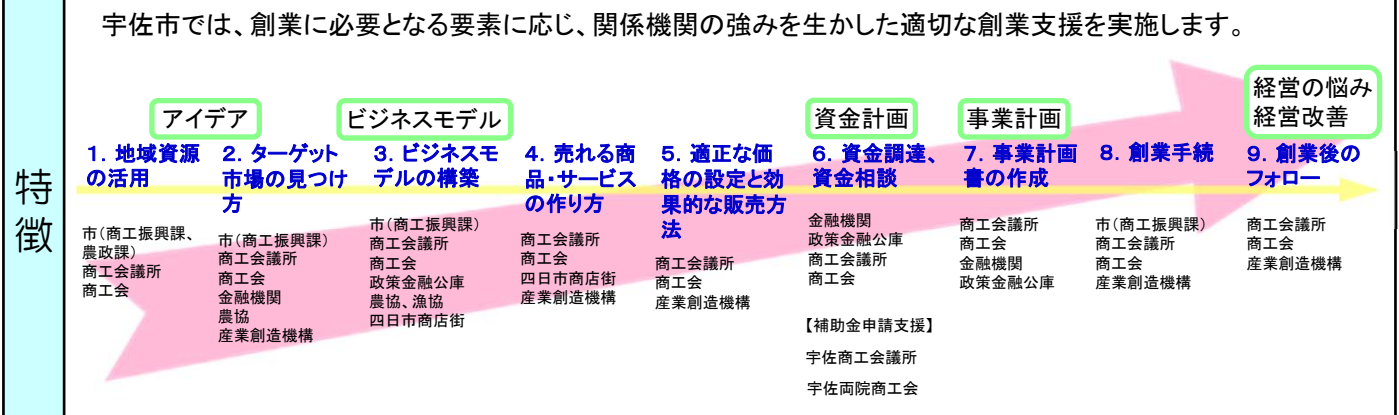 宇佐市では、創業に必要となる要素に応じ、関係機関の強みを生かした適切な創業支援を実施します。
特徴
アイデア
ビジネスモデル
資金計画
事業計画
経営の悩み
経営改善
1．地域資源
の活用
市（商工振興課、
農政課）
商工会議所
商工会
2．ターゲット
市場の見つけ
方
市（商工振興課）
商工会議所
商工会
金融機関
農協
産業創造機構
3．ビジネスモ
デルの構築
市（商工振興課）
商工会議所
商工会
政策金融公庫
農協、漁協
四日市商店街
4．売れる商
品・サービス
の作り方
商工会議所
商工会
四日市商店街
産業創造機構
5．適正な価
格の設定と効
果的な販売方
法
商工会議所
商工会
産業創造機構
6．資金調達、
資金相談
金融機関
政策金融公庫
商工会議所
商工会
【補助金申請支援】
宇佐商工会議所
宇佐両院商工会
7．事業計画
書の作成
商工会議所
商工会
金融機関
政策金融公庫
8．創業手続
市（商工振興課）
商工会議所
商工会
産業創造機構
9．創業後の
フォロー
商工会議所
商工会
産業創造機構